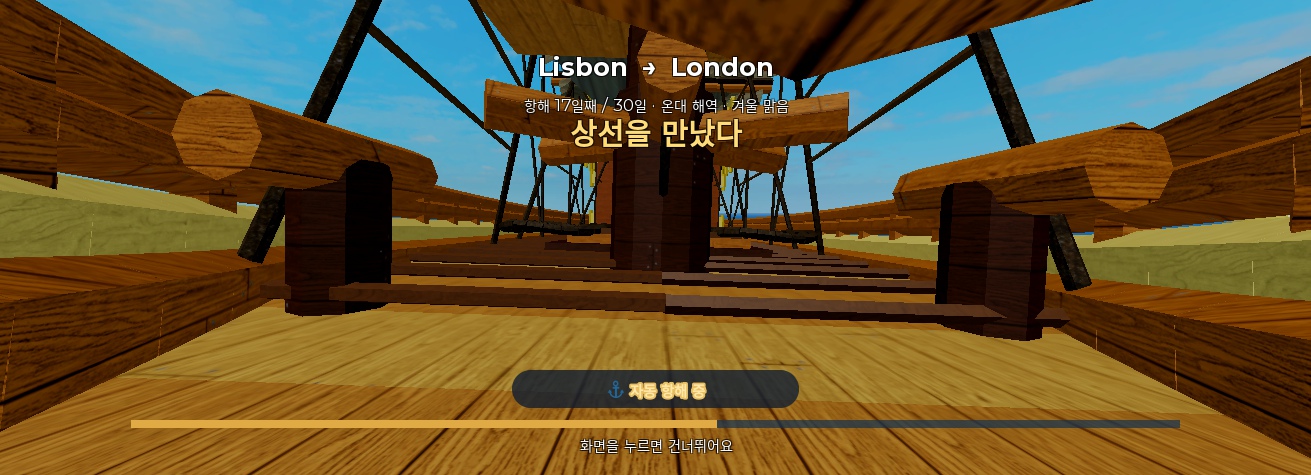 Lisbon → London
항해 17일째 / 30일 · 온대 해역 · 겨울 맑음
상선을 만났다
⚓ 자동 항해 중
화면을 누르면 건너뛰어요